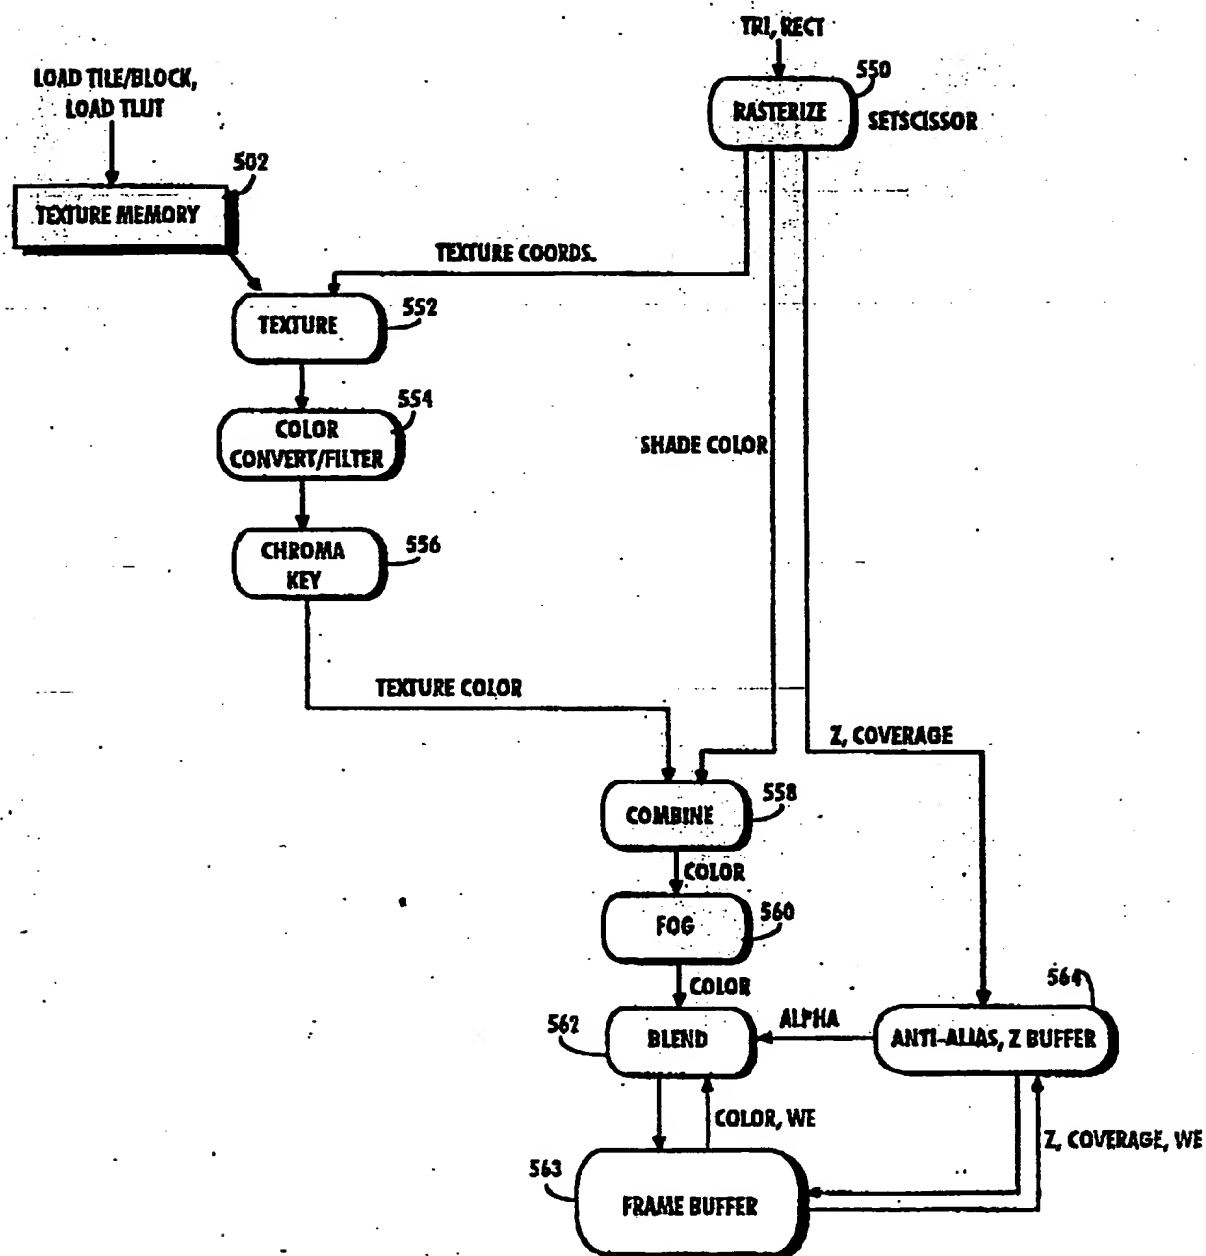 TRI, RECT
550
LOAD TILE/BLOCK,
LOAD TLUT
RASTERIZE
SETSCISSOR
502
TEXTURE MEMORY
TEXTURE COORDS.
TEXTURE
552
554
COLOR
CONVERT/FILTER
SHADE COLOR
CHROMA
KEY
556
TEXTURE COLOR
Z, COVERAGE
COMBINE
558
COLOR
FOG
560
COLOR
564
562
BLEND
ALPHA
ANTI-ALIAS, Z BUFFER
COLOR, WE
Z, COVERAGE, WE
563
FRAME BUFFER